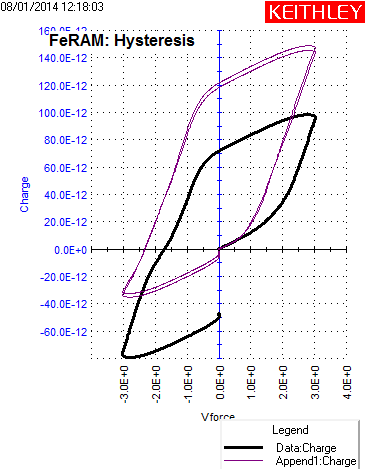 08/01/2014 12:18:03
KEITHLEY
FeRAM: Hysteresis
160.0E-12
140.0E-12
120.0E-12
100.0E-12
80.0E-12
60.0E-12
40.0E-12
20.0E-12
0.0E+0
-20.0E-12
-40.0E-12
-60.0E-12
Charge
-3.0E+0
-2.0E+0
-1.0E+0
0.0E+0
1.0E+0
2.0E+0
3.0E+0
4.0E+0
Vforce
Legend
Data:Charge
Append1:Charge